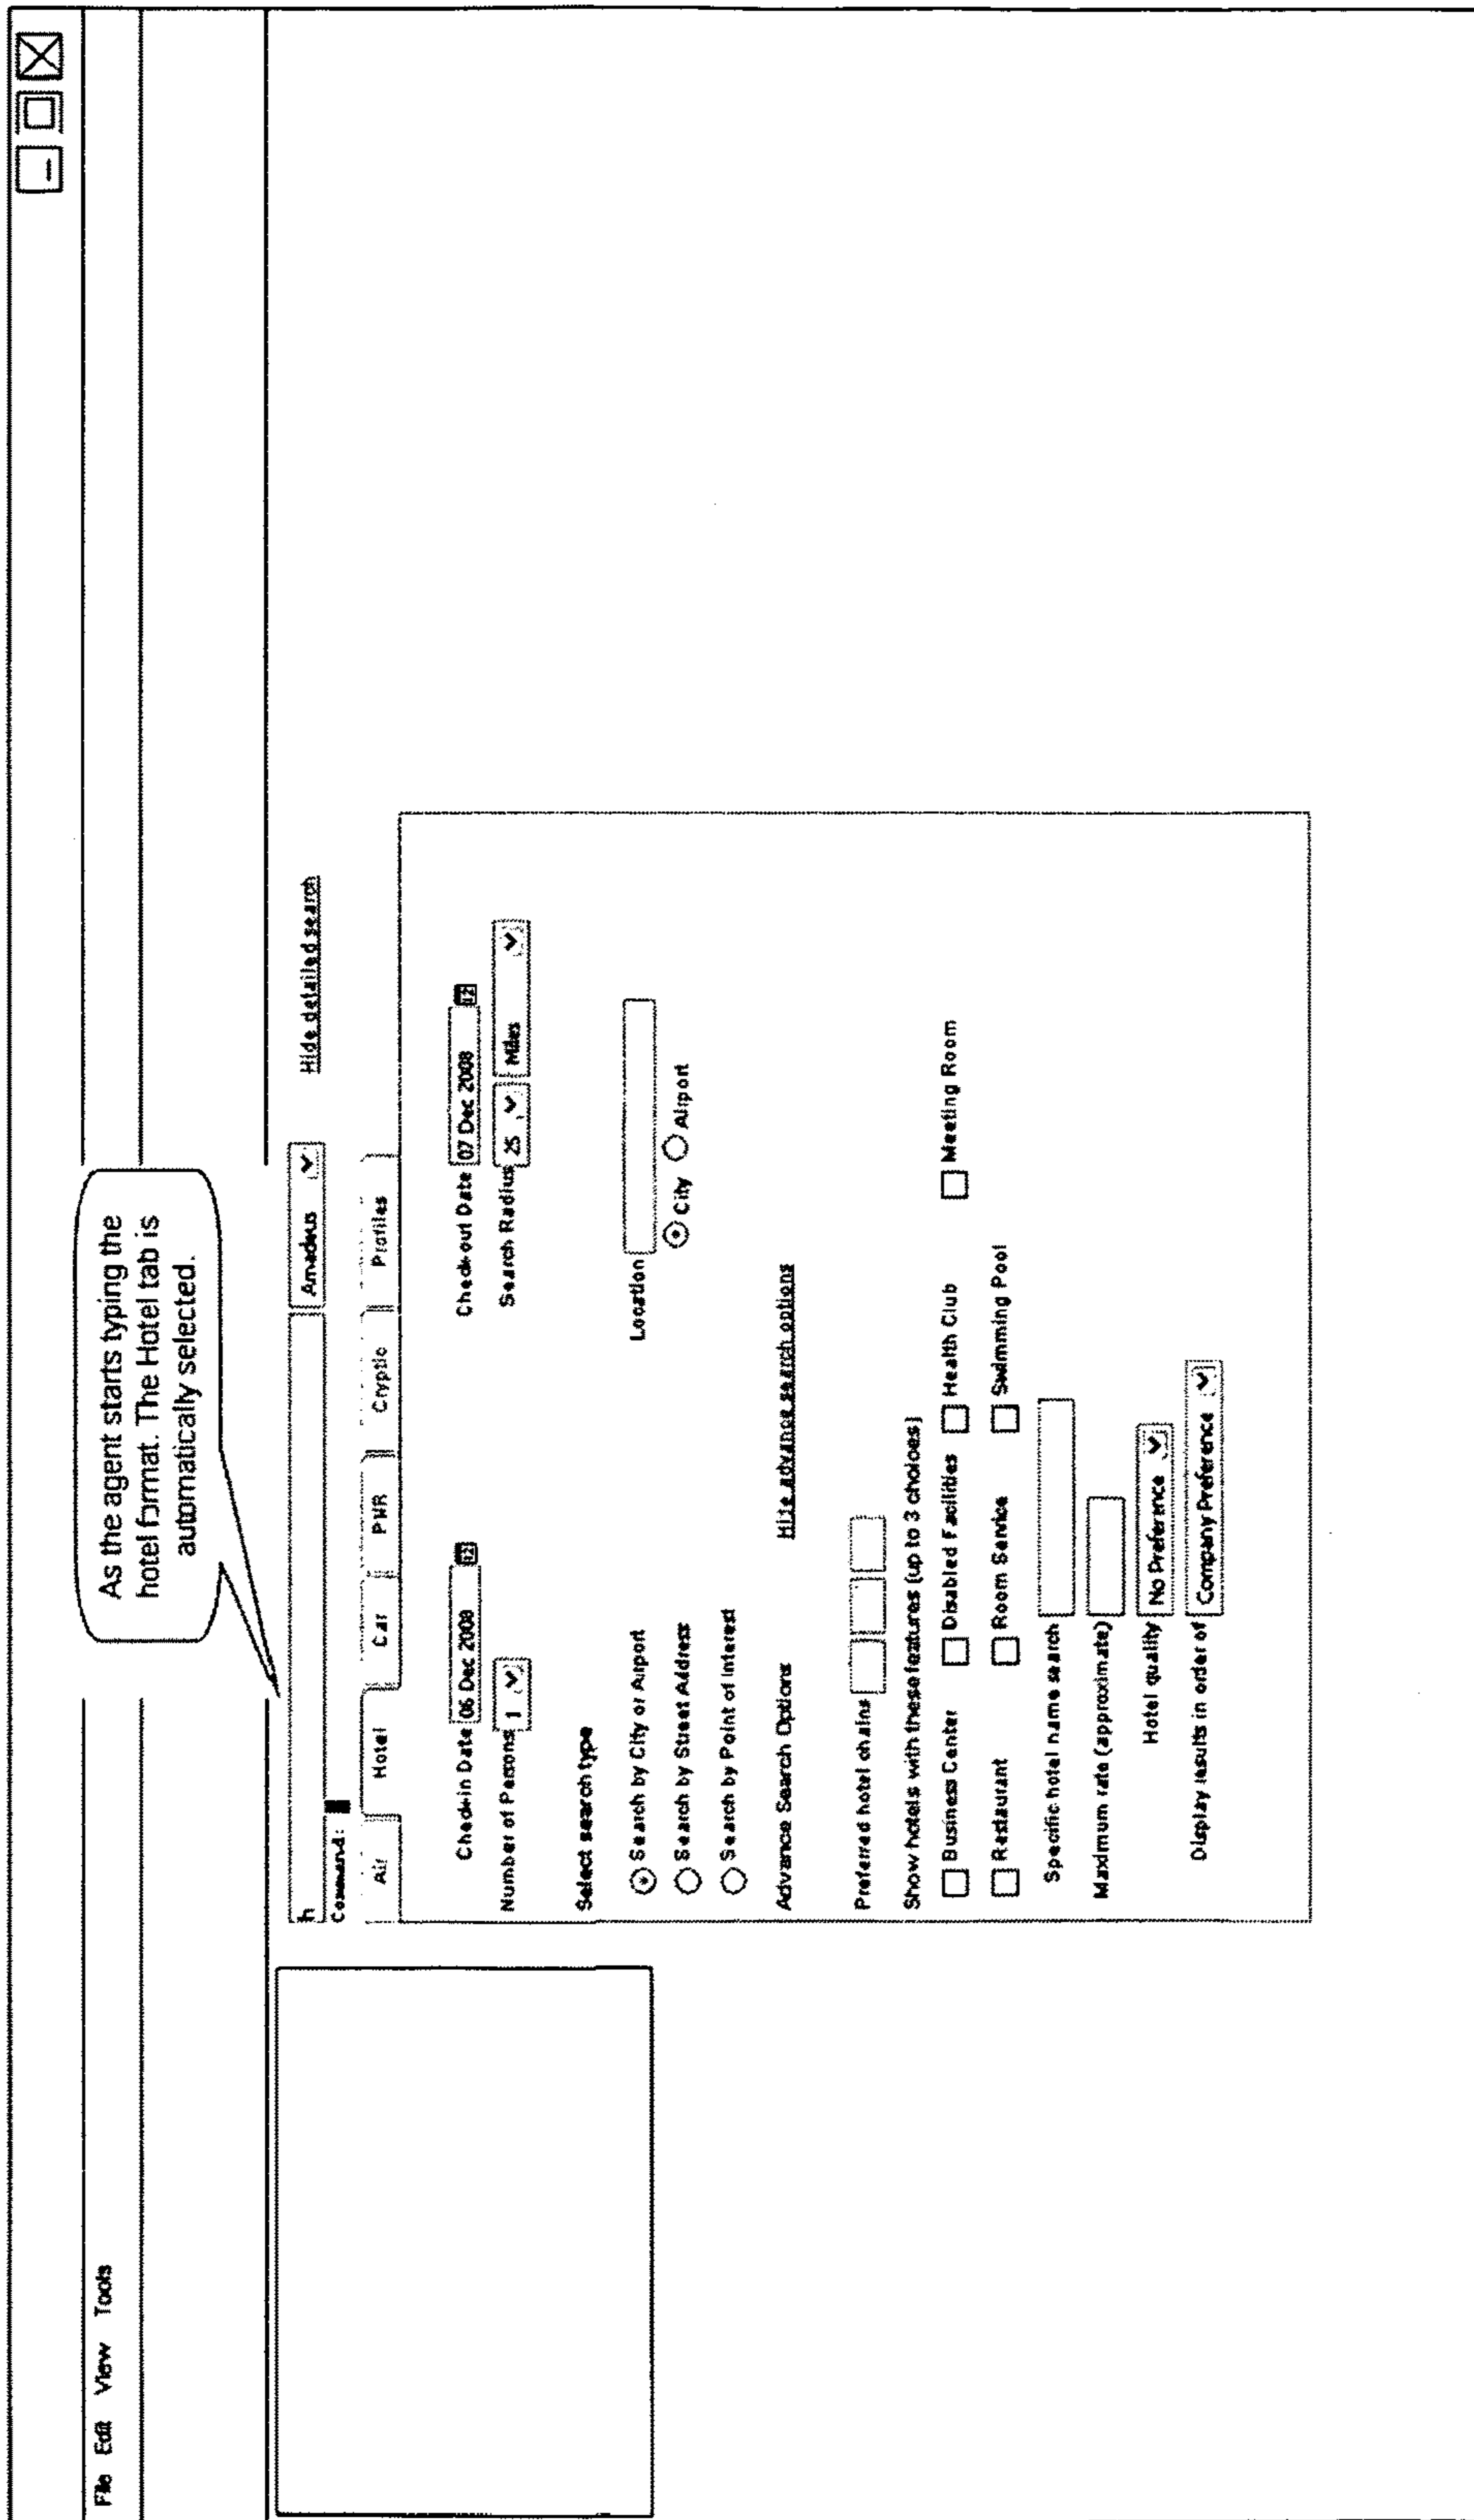 File Edit View Tools
As the agent starts typing the
hotel format. The Hotel tab is
automatically selected.
h Amadeus Hide detailed search
Command:
Air Hotel Car PNR Cryptic Profiles
Check-in Date 06 Dec 2008 12 Check-out Date 07 Dec 2008 12
Number of Persons 1 Search Radius 25 Miles
Select search type
Search by City or Airport Location
Search by Street Address City Airport
Search by Point of Interest
Advance Search Options Hide advance search options
Preferred hotel chains
Show hotels with these features (up to 3 choices)
Business Center Disabled Facilities Health Club Meeting Room
Restaurant Room Service Swimming Pool
Specific hotel name search
Maximum rate (approximate)
Hotel quality No Preference
Display results in order of Company Preference